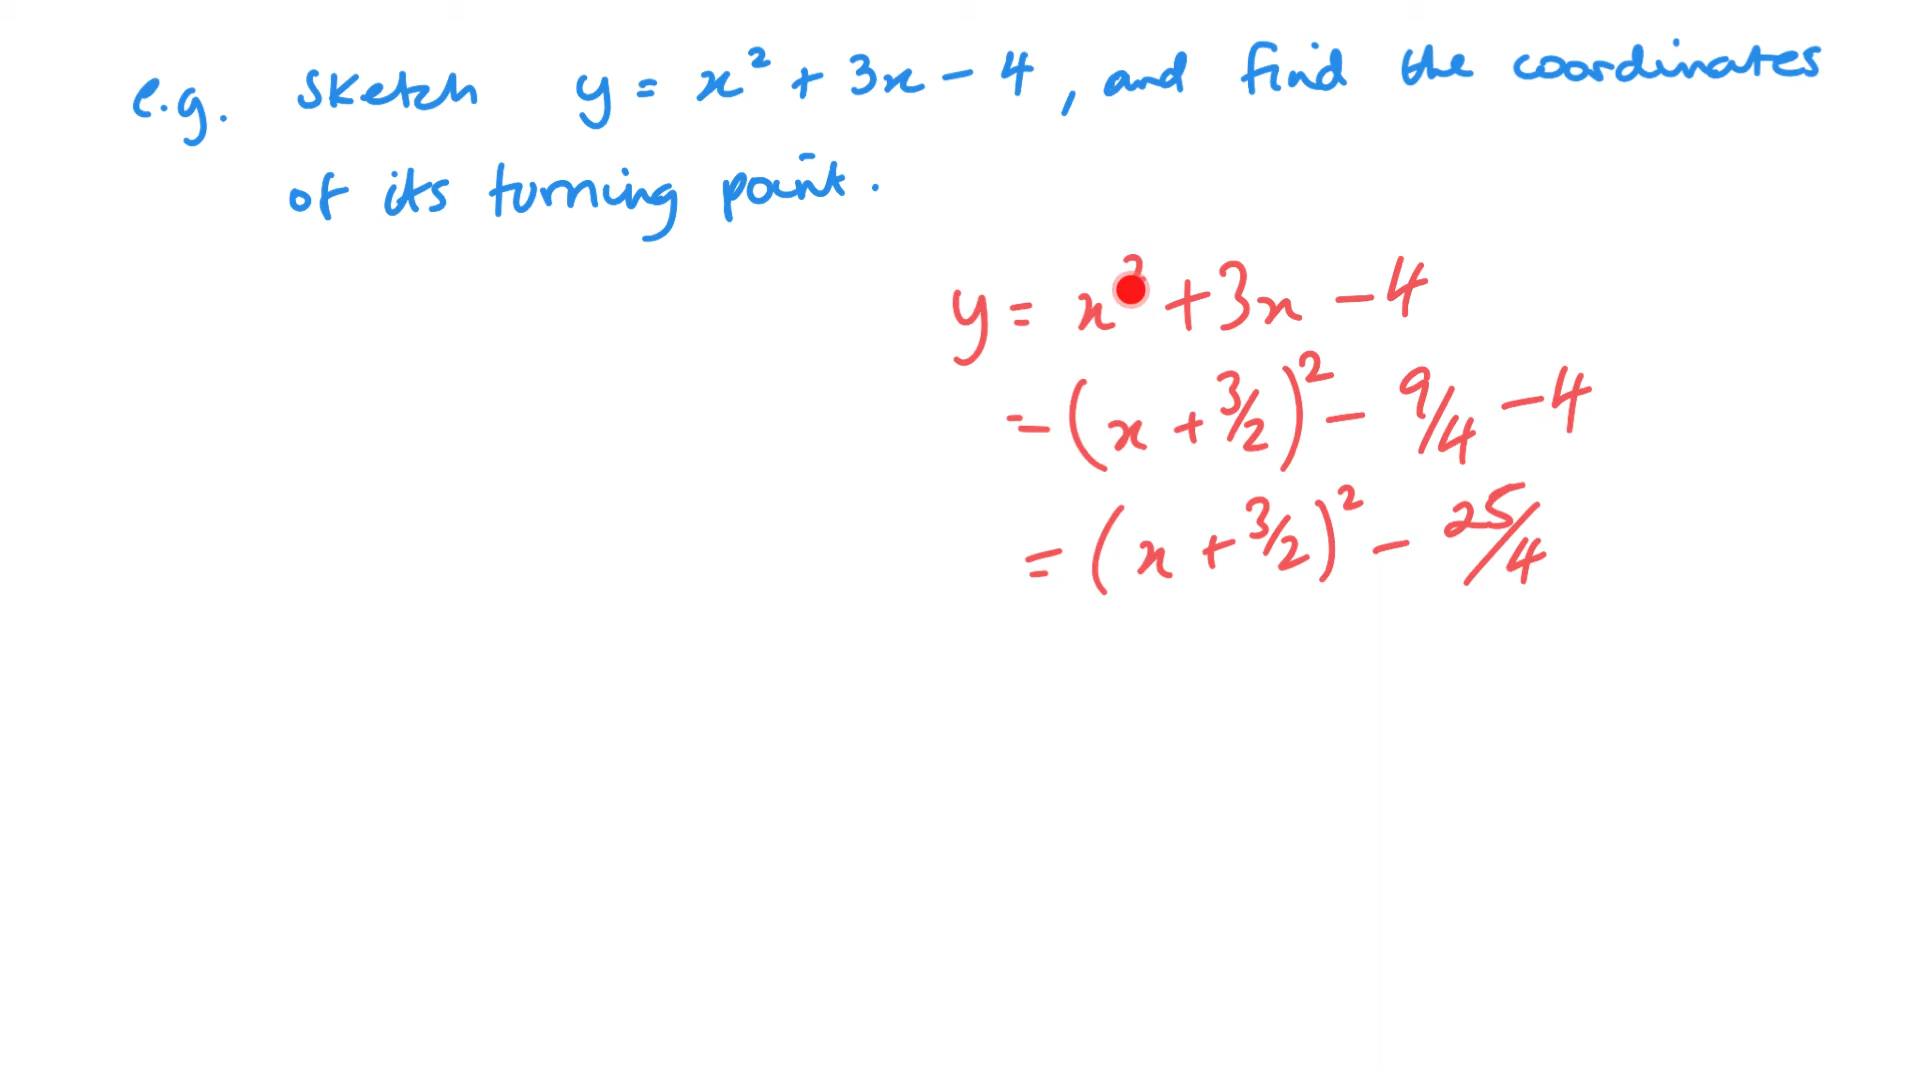 e.g. sketch y = x² + 3x - 4, and find the coordinates
of its turning point.
y = x² + 3x - 4
= (x + 3/2)² - 9/4 - 4
= (x + 3/2)² - 25/4